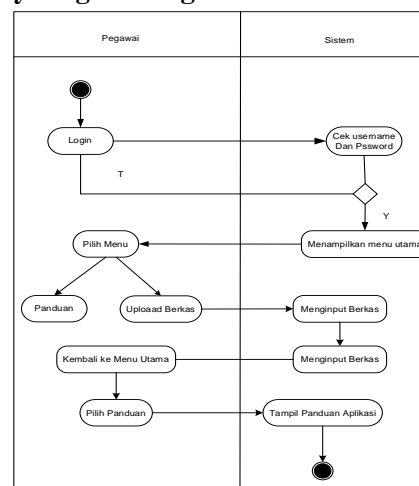 Pegawai
Sistem
Login
Cek username
Dan Pssword
T
Y
Pilih Menu
Menampilkan menu utama
Panduan
Uploaad Berkas
Menginput Berkas
Kembali ke Menu Utama
Menginput Berkas
Pilih Panduan
Tampil Panduan Aplikasi